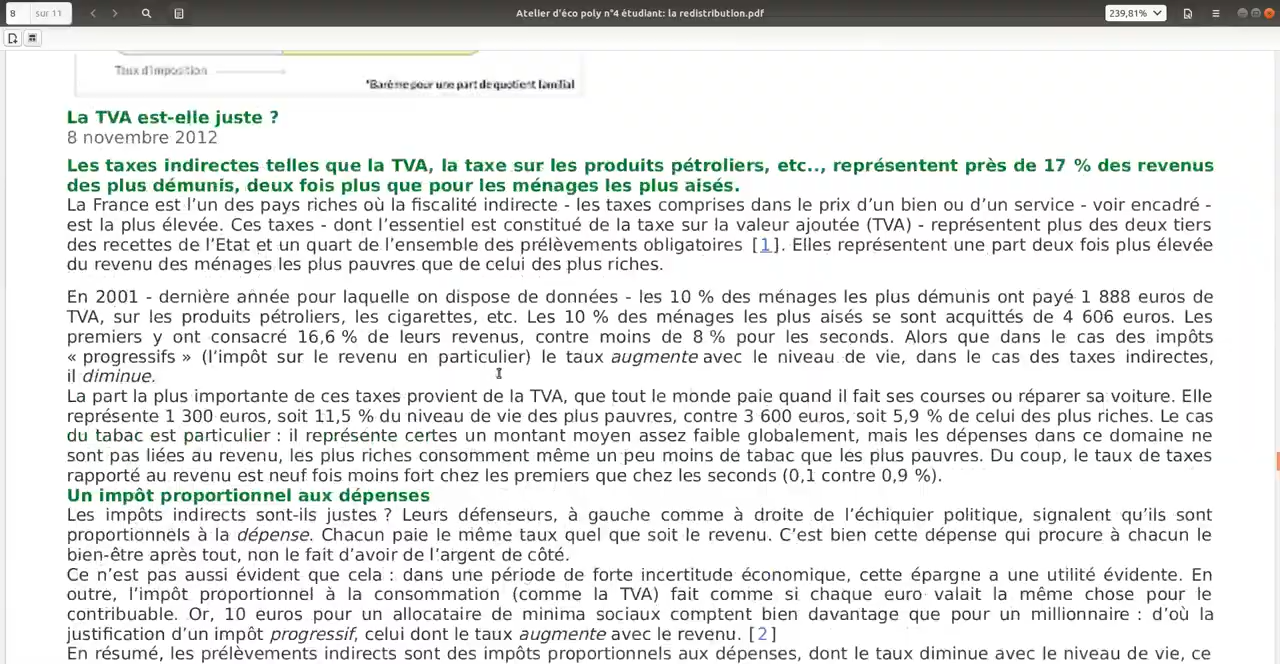 8 sur 11
Atelier d'éco poly n°4 étudiant: la redistribution.pdf
239,81%
Taux d'imposition
*Barème pour une part de quotient familial
La TVA est-elle juste ?
8 novembre 2012
Les taxes indirectes telles que la TVA, la taxe sur les produits pétroliers, etc.., représentent près de 17 % des revenus
des plus démunis, deux fois plus que pour les ménages les plus aisés.
La France est l'un des pays riches où la fiscalité indirecte - les taxes comprises dans le prix d'un bien ou d'un service - voir encadré -
est la plus élevée. Ces taxes - dont l'essentiel est constitué de la taxe sur la valeur ajoutée (TVA) - représentent plus des deux tiers
des recettes de l'Etat et un quart de l'ensemble des prélèvements obligatoires [1]. Elles représentent une part deux fois plus élevée
du revenu des ménages les plus pauvres que de celui des plus riches.
En 2001 - dernière année pour laquelle on dispose de données - les 10 % des ménages les plus démunis ont payé 1 888 euros de
TVA, sur les produits pétroliers, les cigarettes, etc. Les 10 % des ménages les plus aisés se sont acquittés de 4 606 euros. Les
premiers y ont consacré 16,6 % de leurs revenus, contre moins de 8 % pour les seconds. Alors que dans le cas des impôts
« progressifs » (l'impôt sur le revenu en particulier) le taux augmente avec le niveau de vie, dans le cas des taxes indirectes,
il diminue.
La part la plus importante de ces taxes provient de la TVA, que tout le monde paie quand il fait ses courses ou réparer sa voiture. Elle
représente 1 300 euros, soit 11,5 % du niveau de vie des plus pauvres, contre 3 600 euros, soit 5,9 % de celui des plus riches. Le cas
du tabac est particulier : il représente certes un montant moyen assez faible globalement, mais les dépenses dans ce domaine ne
sont pas liées au revenu, les plus riches consomment même un peu moins de tabac que les plus pauvres. Du coup, le taux de taxes
rapporté au revenu est neuf fois moins fort chez les premiers que chez les seconds (0,1 contre 0,9 %).
Un impôt proportionnel aux dépenses
Les impôts indirects sont-ils justes ? Leurs défenseurs, à gauche comme à droite de l'échiquier politique, signalent qu'ils sont
proportionnels à la dépense. Chacun paie le même taux quel que soit le revenu. C'est bien cette dépense qui procure à chacun le
bien-être après tout, non le fait d'avoir de l'argent de côté.
Ce n'est pas aussi évident que cela : dans une période de forte incertitude économique, cette épargne a une utilité évidente. En
outre, l'impôt proportionnel à la consommation (comme la TVA) fait comme si chaque euro valait la même chose pour le
contribuable. Or, 10 euros pour un allocataire de minima sociaux comptent bien davantage que pour un millionnaire : d'où la
justification d'un impôt progressif, celui dont le taux augmente avec le revenu. [2]
En résumé, les prélèvements indirects sont des impôts proportionnels aux dépenses, dont le taux diminue avec le niveau de vie, ce